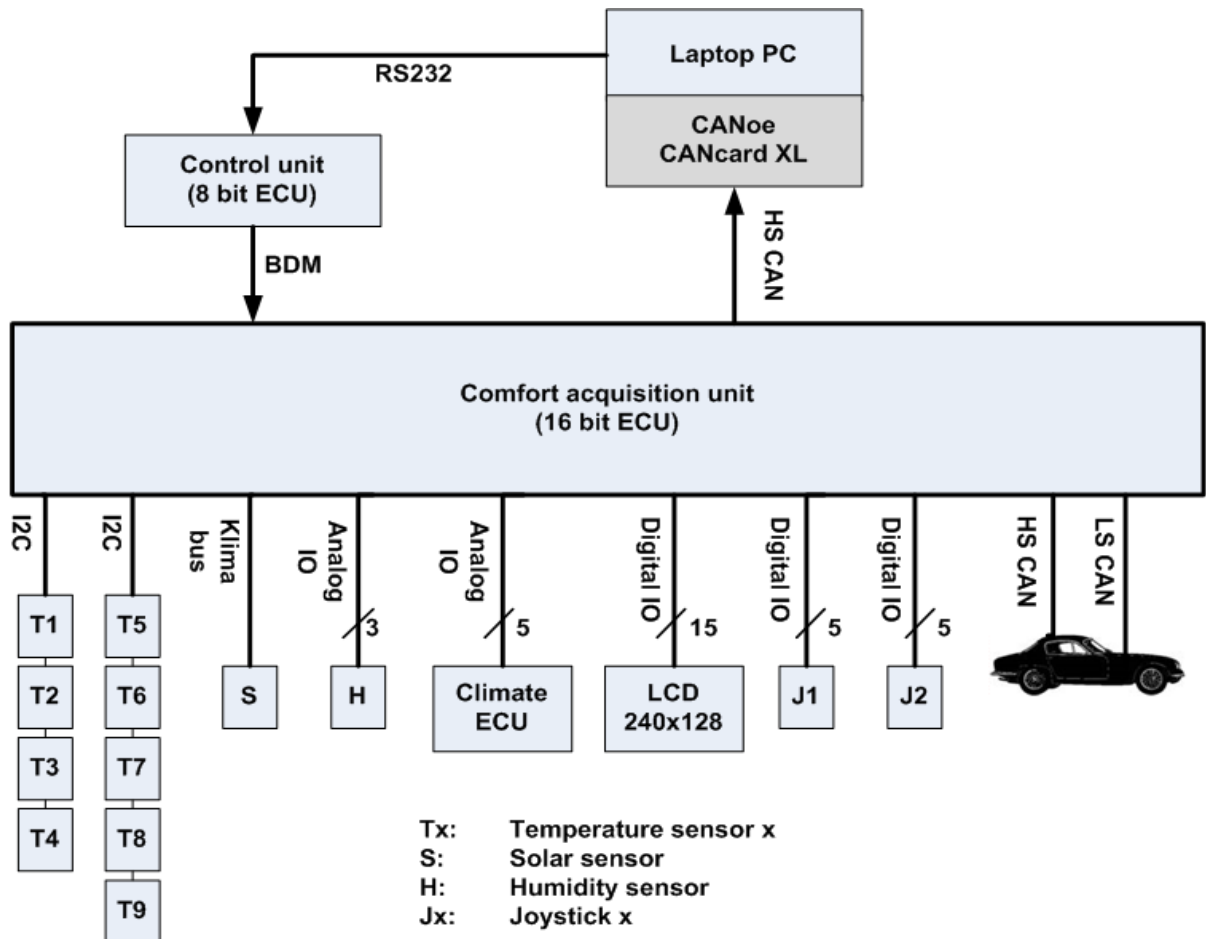 Laptop PC
RS232
CANoe
CANcard XL
Control unit
(8 bit ECU)
HS CAN
BDM
Comfort acquisition unit
(16 bit ECU)
I2C
I2C
Klima
bus
Analog
IO
Analog
IO
Digital IO
Digital IO
Digital IO
HS CAN
LS CAN
3
5
15
5
5
T1
T5
T2
T6
S
H
Climate
ECU
LCD
240x128
J1
J2
T3
T7
T4
T8
T9
Tx: Temperature sensor x
S: Solar sensor
H: Humidity sensor
Jx: Joystick x